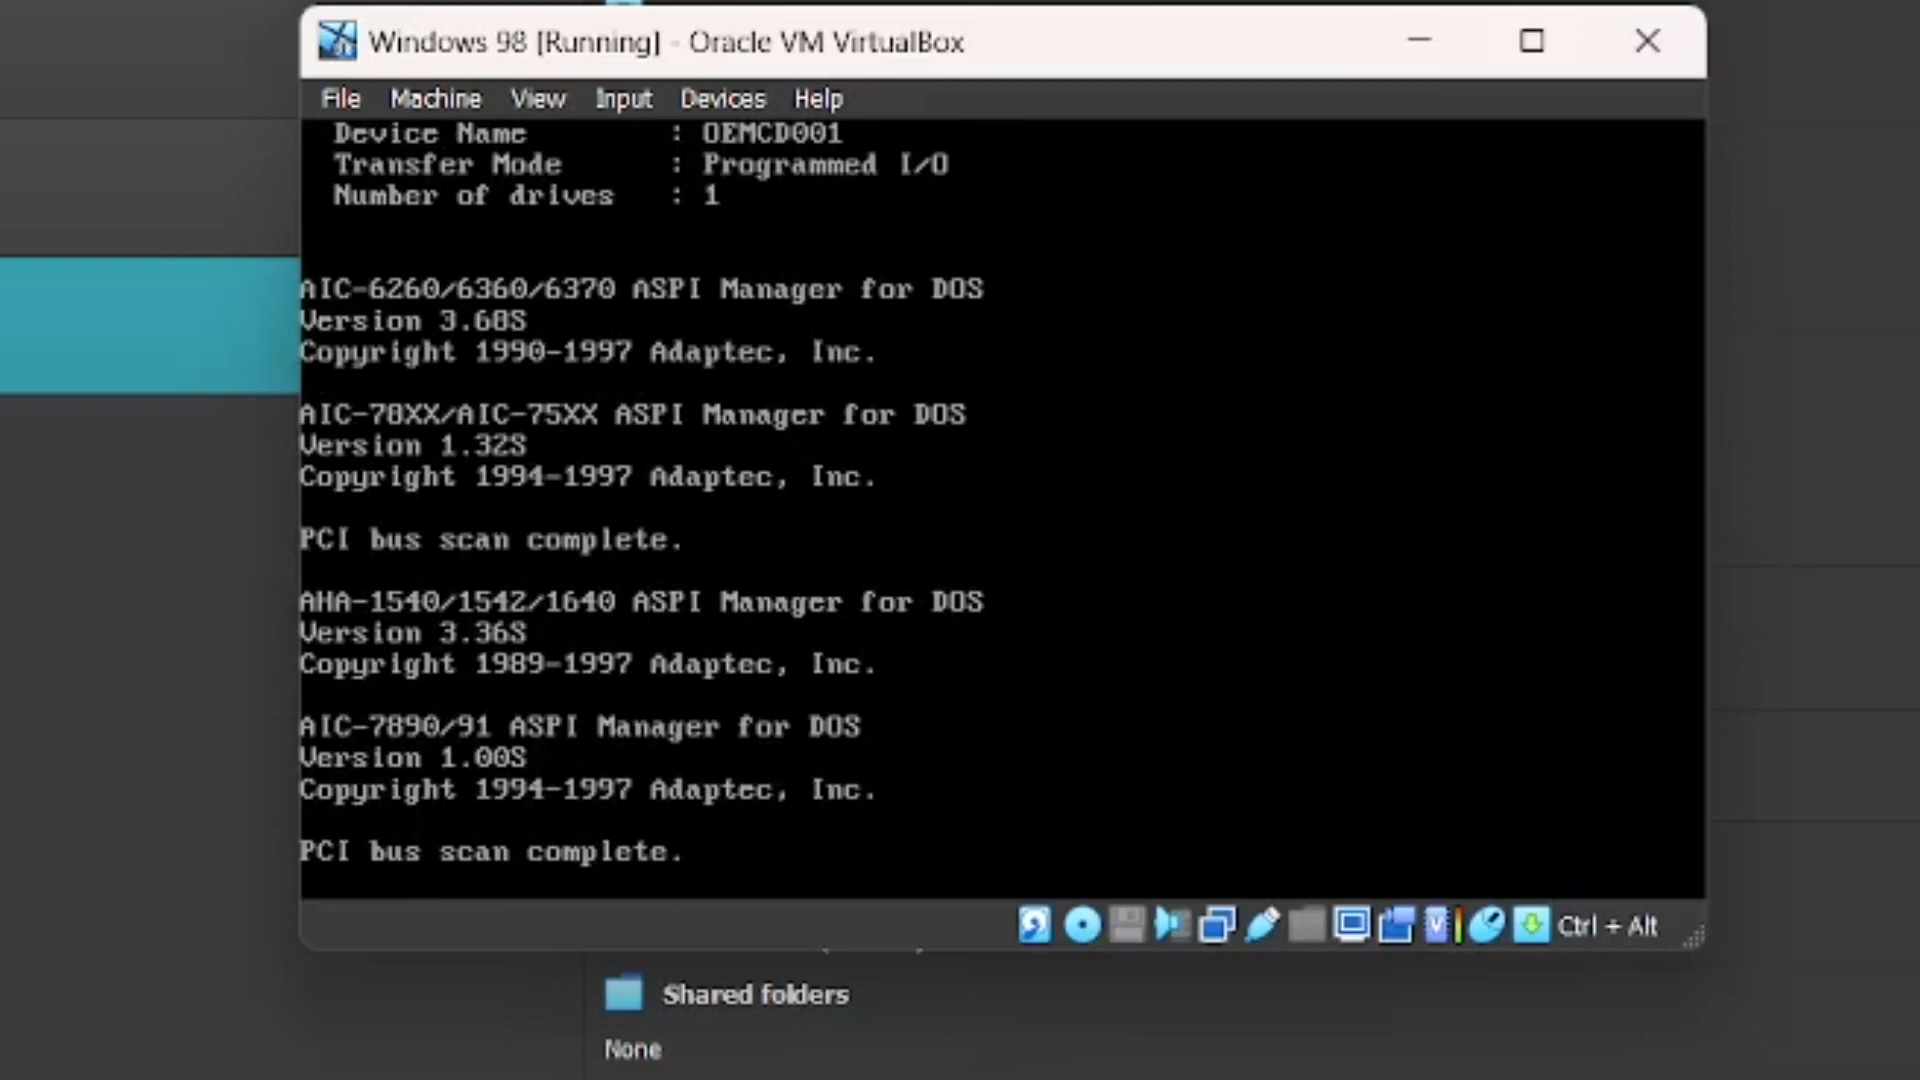 Windows 98 [Running] - Oracle VM VirtualBox
File Machine View Input Devices Help
Device Name : OEMCD001
Transfer Mode : Programmed I/O
Number of drives : 1
AIC-6260/6360/6370 ASPI Manager for DOS
Version 3.68S
Copyright 1990-1997 Adaptec, Inc.
AIC-78XX/AIC-75XX ASPI Manager for DOS
Version 1.32S
Copyright 1994-1997 Adaptec, Inc.
PCI bus scan complete.
AHA-1540/1542/1640 ASPI Manager for DOS
Version 3.36S
Copyright 1989-1997 Adaptec, Inc.
AIC-7890/91 ASPI Manager for DOS
Version 1.00S
Copyright 1994-1997 Adaptec, Inc.
PCI bus scan complete.
Ctrl + Alt
Shared folders
None